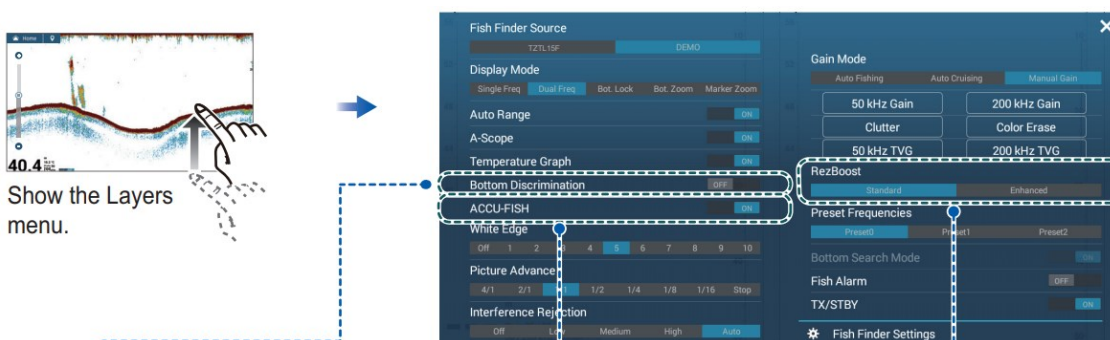 Home
40.4
Show the Layers
menu.
Fish Finder Source
TZTL15F DEMO
Display Mode
Single Freq Dual Freq Bot. Lock Bot. Zoom Marker Zoom
Auto Range ON
A-Scope ON
Temperature Graph ON
Bottom Discrimination OFF
ACCU-FISH ON
White Edge
Off 1 2 3 4 5 6 7 8 9 10
Picture Advance
4/1 2/1 1/1 1/2 1/4 1/8 1/16 Stop
Interference Rejection
Off Low Medium High Auto
Gain Mode
Auto Fishing Auto Cruising Manual Gain
50 kHz Gain 200 kHz Gain
Clutter Color Erase
50 kHz TVG 200 kHz TVG
RezBoost
Standard Enhanced
Preset Frequencies
Preset0 Preset1 Preset2
Bottom Search Mode ON
Fish Alarm OFF
TX/STBY ON
Fish Finder Settings